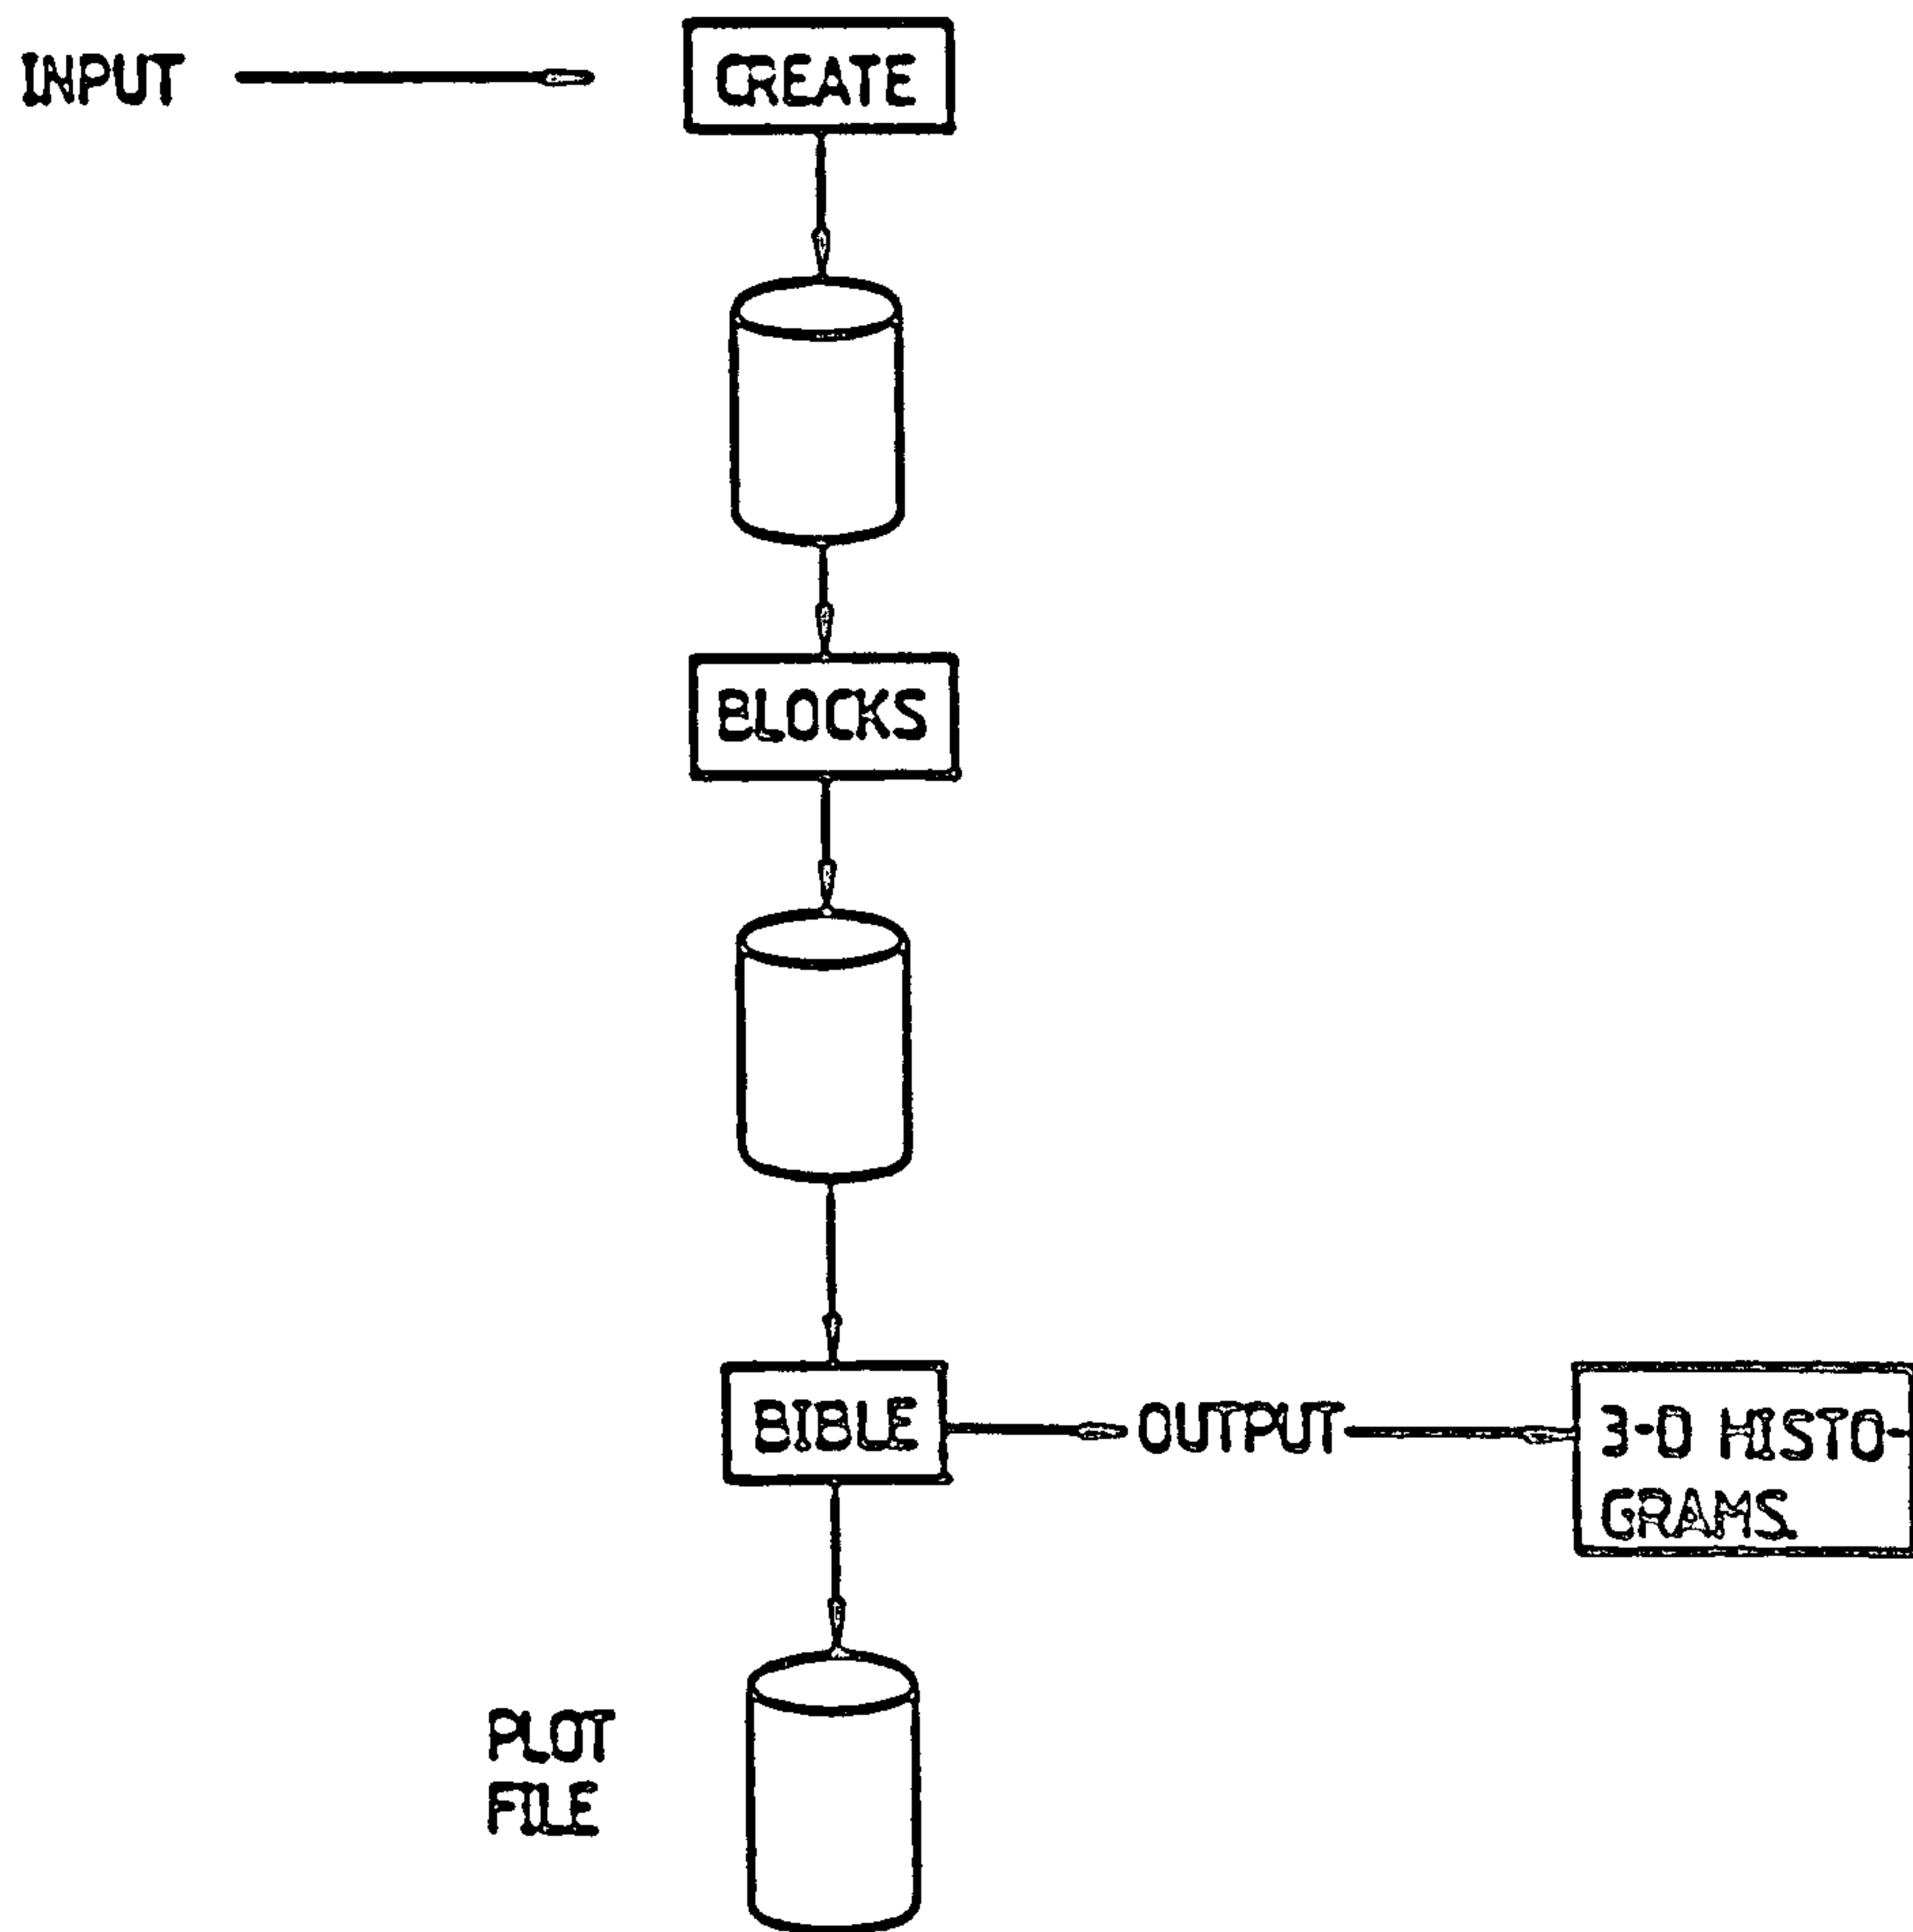 INPUT
CREATE
BLOCKS
BIBLE
OUTPUT
3-D HISTO-
GRAMS
PLOT
FILE